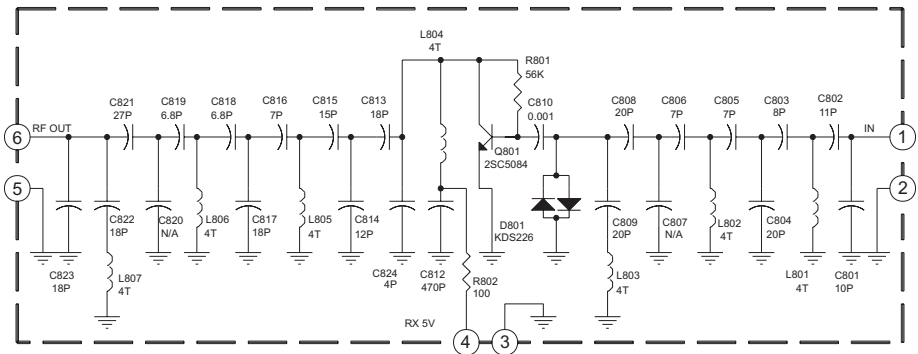 L804
4T
R801
56K
C821
27P
C819
6.8P
C818
6.8P
C816
7P
C815
15P
C813
18P
C810
0.001
C808
20P
C806
7P
C805
7P
C803
8P
C802
11P
6
RF OUT
Q801
2SC5084
IN
1
5
2
C822
18P
C820
N/A
L806
4T
C817
18P
L805
4T
C814
12P
D801
KDS226
C809
20P
C807
N/A
L802
4T
C804
20P
C823
18P
L807
4T
C824
4P
C812
470P
R802
100
L803
4T
L801
4T
C801
10P
RX 5V
4
3